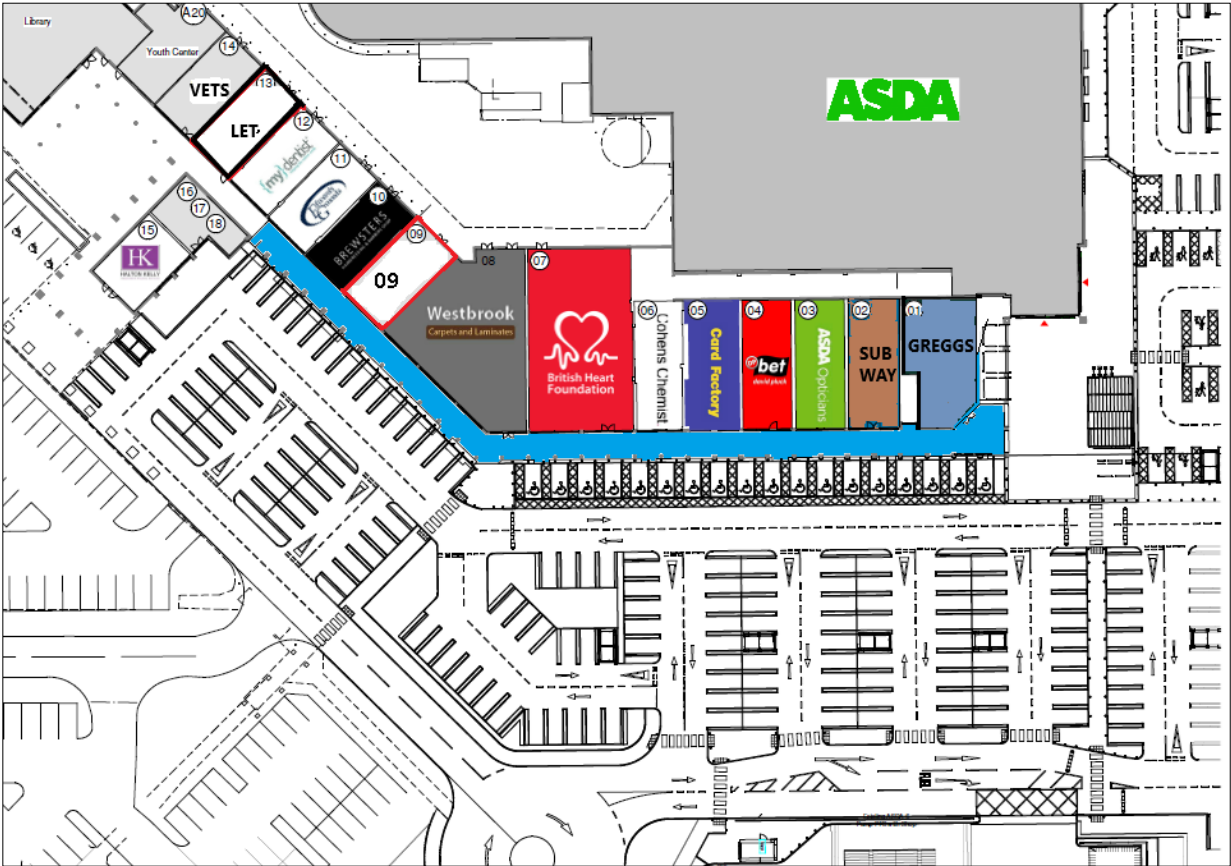 Library
A20
Youth Center
14
VETS
13
LET
12
{my}dentist
11
10
BREWSTERS
09
09
16
17
18
15
HK
HALTON KELLY
08
Westbrook
Carpets and Laminates
07
British Heart
Foundation
06
Cohens Chemist
05
Card Factory
04
bet
david pluck
03
ASDA Opticians
02
SUB
WAY
01
GREGGS
ASDA